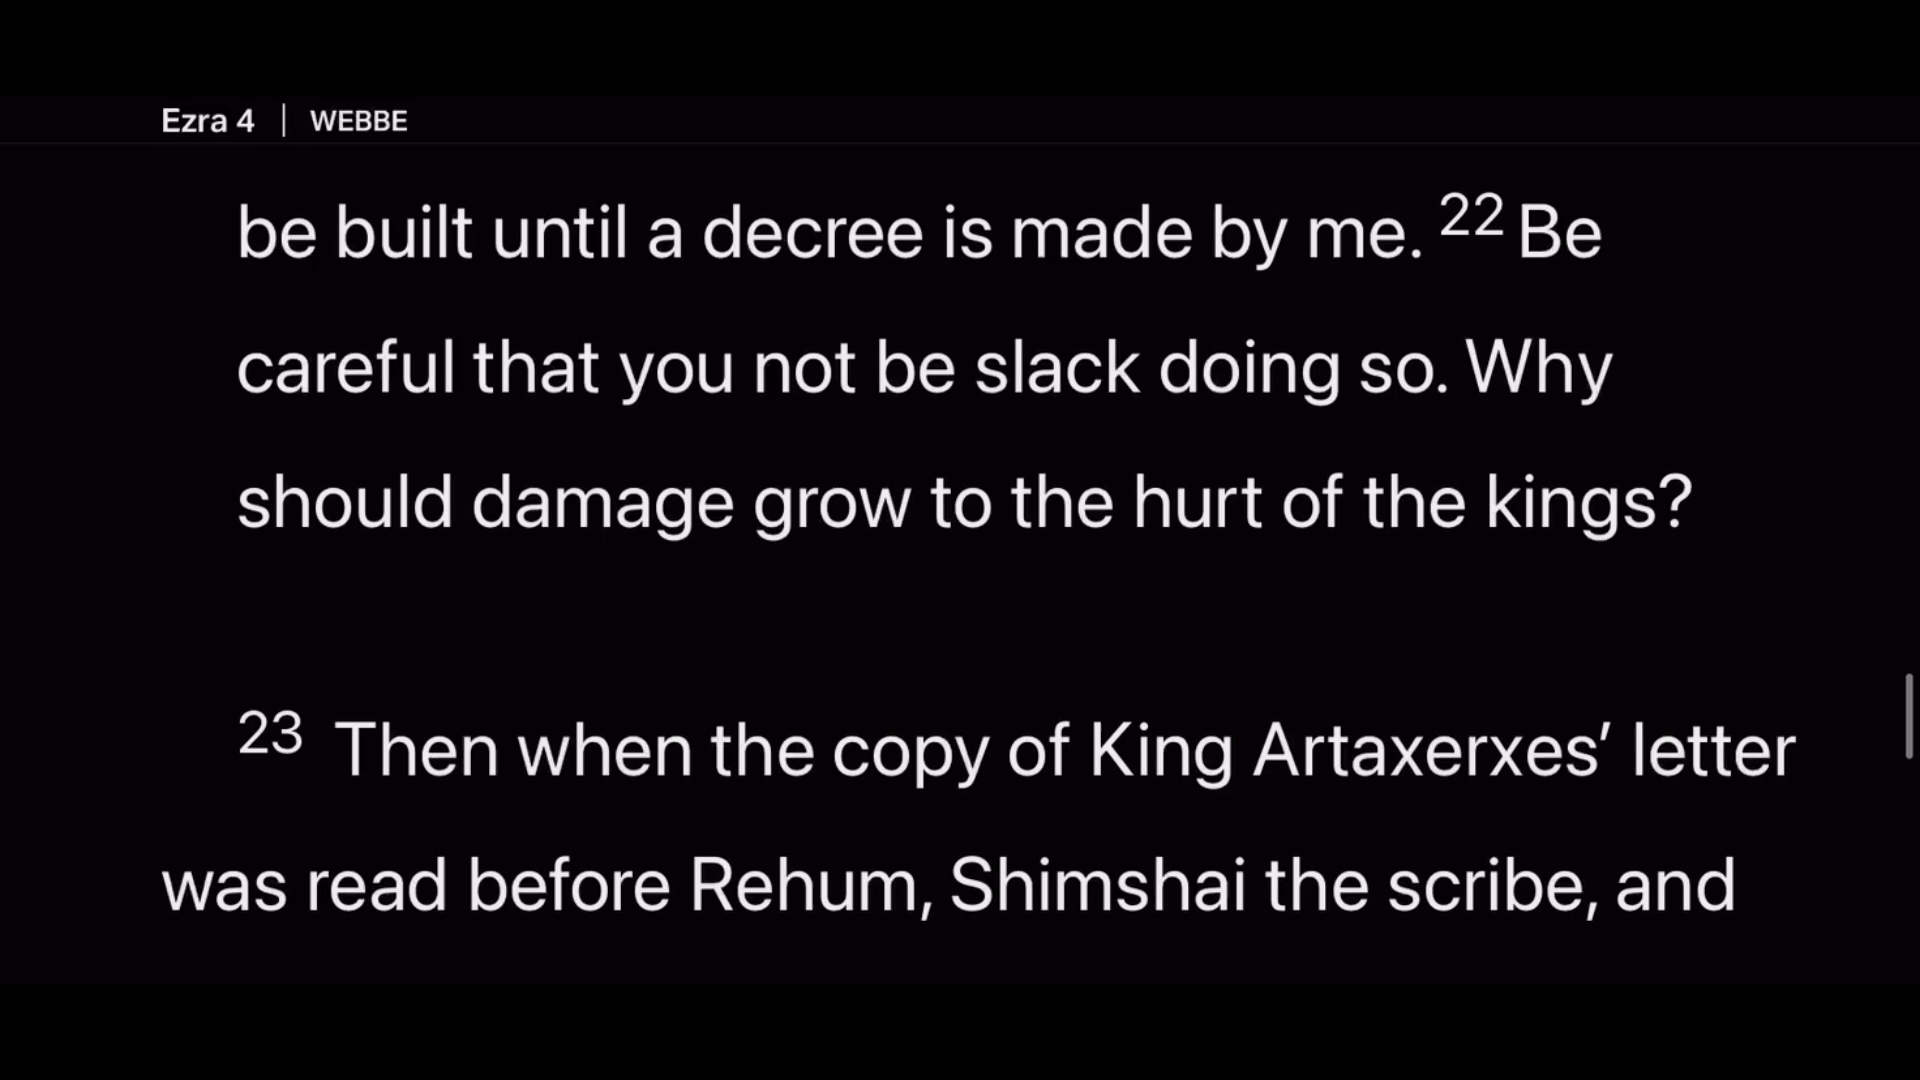 Ezra 4 | WEBBE
be built until a decree is made by me. 22 Be
careful that you not be slack doing so. Why
should damage grow to the hurt of the kings?
23 Then when the copy of King Artaxerxes’ letter
was read before Rehum, Shimshai the scribe, and